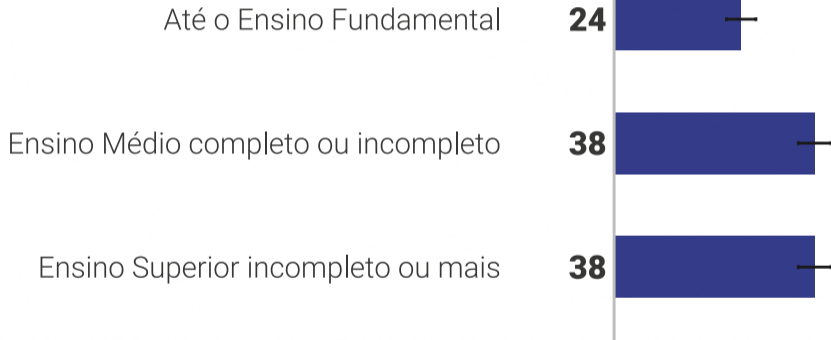 Até o Ensino Fundamental 24
Ensino Médio completo ou incompleto 38
Ensino Superior incompleto ou mais 38